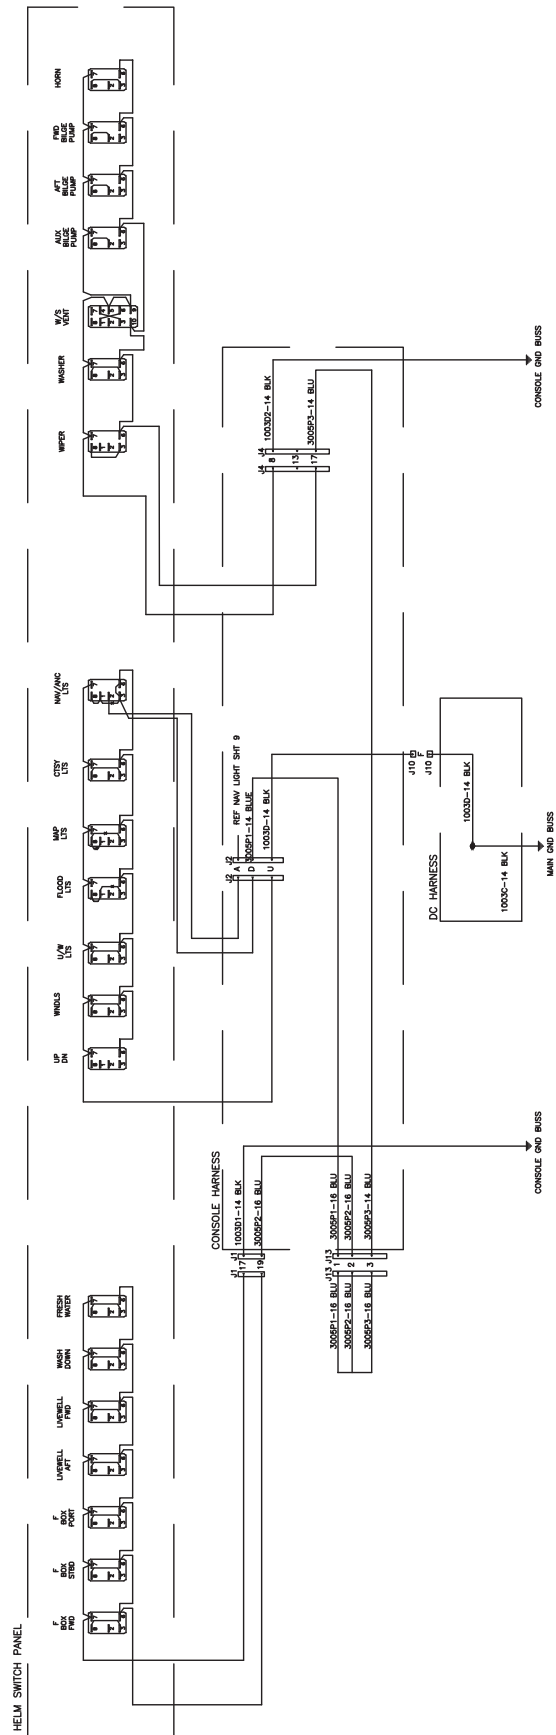 HELM SWITCH PANEL
F
BOX
FWD
F
BOX
STBD
F
BOX
PORT
LIVEWELL
AFT
LIVEWELL
FWD
WASH
DOWN
FRESH
WATER
UP
DN
WNDLS
U/W
LTS
FLOOD
LTS
MAP
LTS
CTSY
LTS
NAV/ANC
LTS
WIPER
WASHER
W/S
VENT
AUX
BILGE
PUMP
AFT
BILGE
PUMP
FWD
BILGE
PUMP
HORN
CONSOLE HARNESS
J1 J1
17
19
1003D1-14 BLK
3005P2-16 BLU
J13 J13
3005P1-16 BLU 1 3005P1-16 BLU
3005P2-16 BLU 2 3005P2-16 BLU
3005P3-16 BLU 3 3005P3-14 BLU
J2 J2
A REF NAV LIGHT SHT 9
D 3005P1-14 BLUE
U 1003D-14 BLK
J4 J4
8 1003D2-14 BLK
13
17 3005P3-14 BLU
J10 J10
F
DC HARNESS
1003D-14 BLK
1003C-14 BLK
CONSOLE GND BUSS
MAIN GND BUSS
CONSOLE GND BUSS